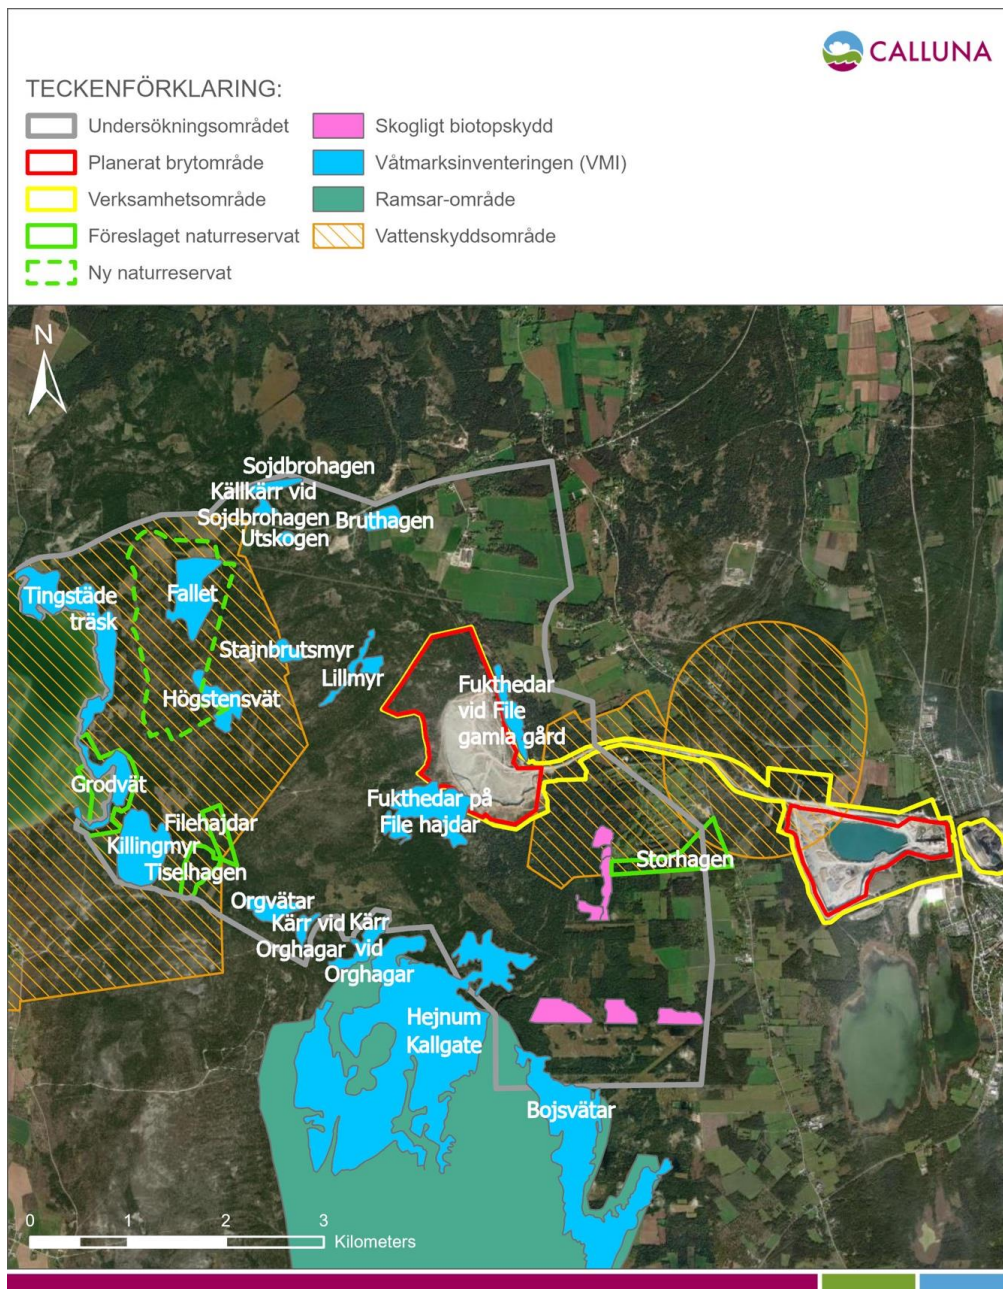 CALLUNA
TECKENFÖRKLARING:
Undersökningsområdet
Planerat brytområde
Verksamhetsområde
Föreslaget naturreservat
Ny naturreservat
Skogligt biotopskydd
Våtmarksinventeringen (VMI)
Ramsar-område
Vattenskyddsområde
N
Sojdbrohagen
Källkärr vid
Sojdbrohagen
Utskogen
Bruthagen
Tingstäde
träsk
Fallet
Stajnbrutsmyr
Lillmyr
Högstensvät
Fukthedar
vid File
gamla gård
Grodvät
Fukthedar på
File hajdar
Filehajdar
Killingmyr
Tiselhagen
Storhagen
Orgvätar
Kärr vid
Orghagar
Kärr
vid
Orghagar
Hejnum
Kallgate
Bojsvätar
0 1 2 3
Kilometers